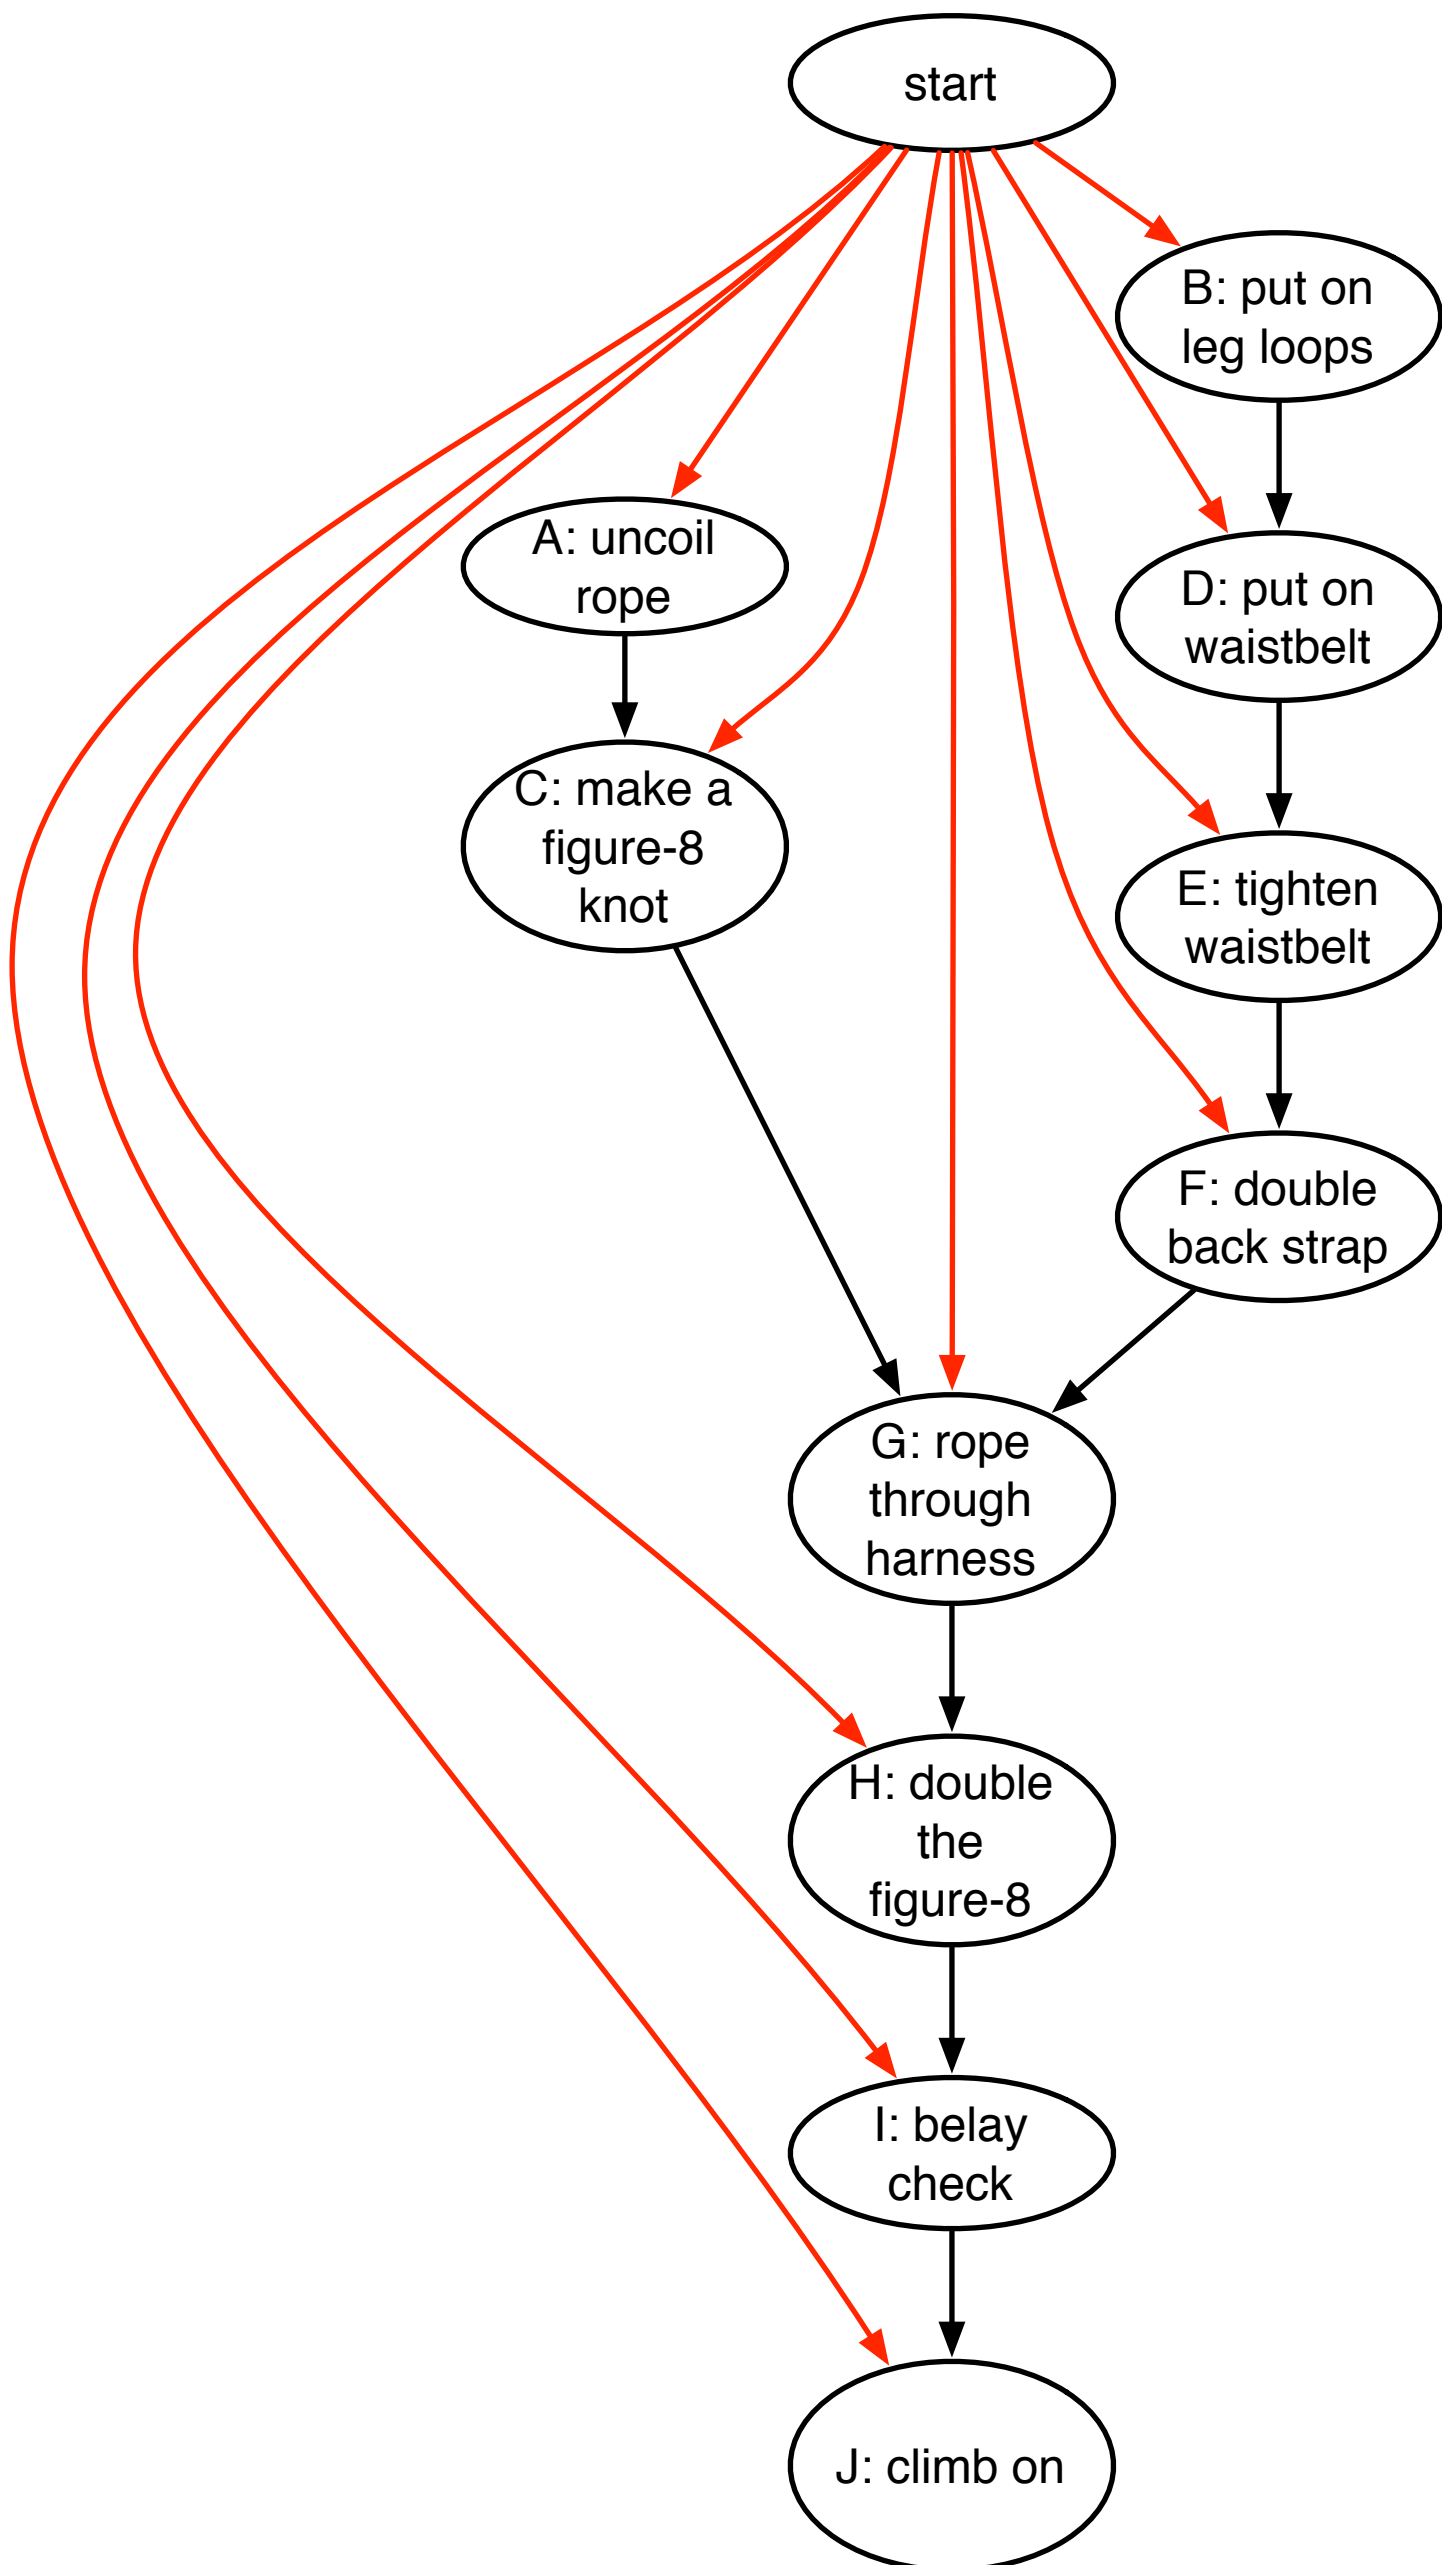 start
B: put on
leg loops
A: uncoil
rope
D: put on
waistbelt
C: make a
figure-8
knot
E: tighten
waistbelt
F: double
back strap
G: rope
through
harness
H: double
the
figure-8
I: belay
check
J: climb on